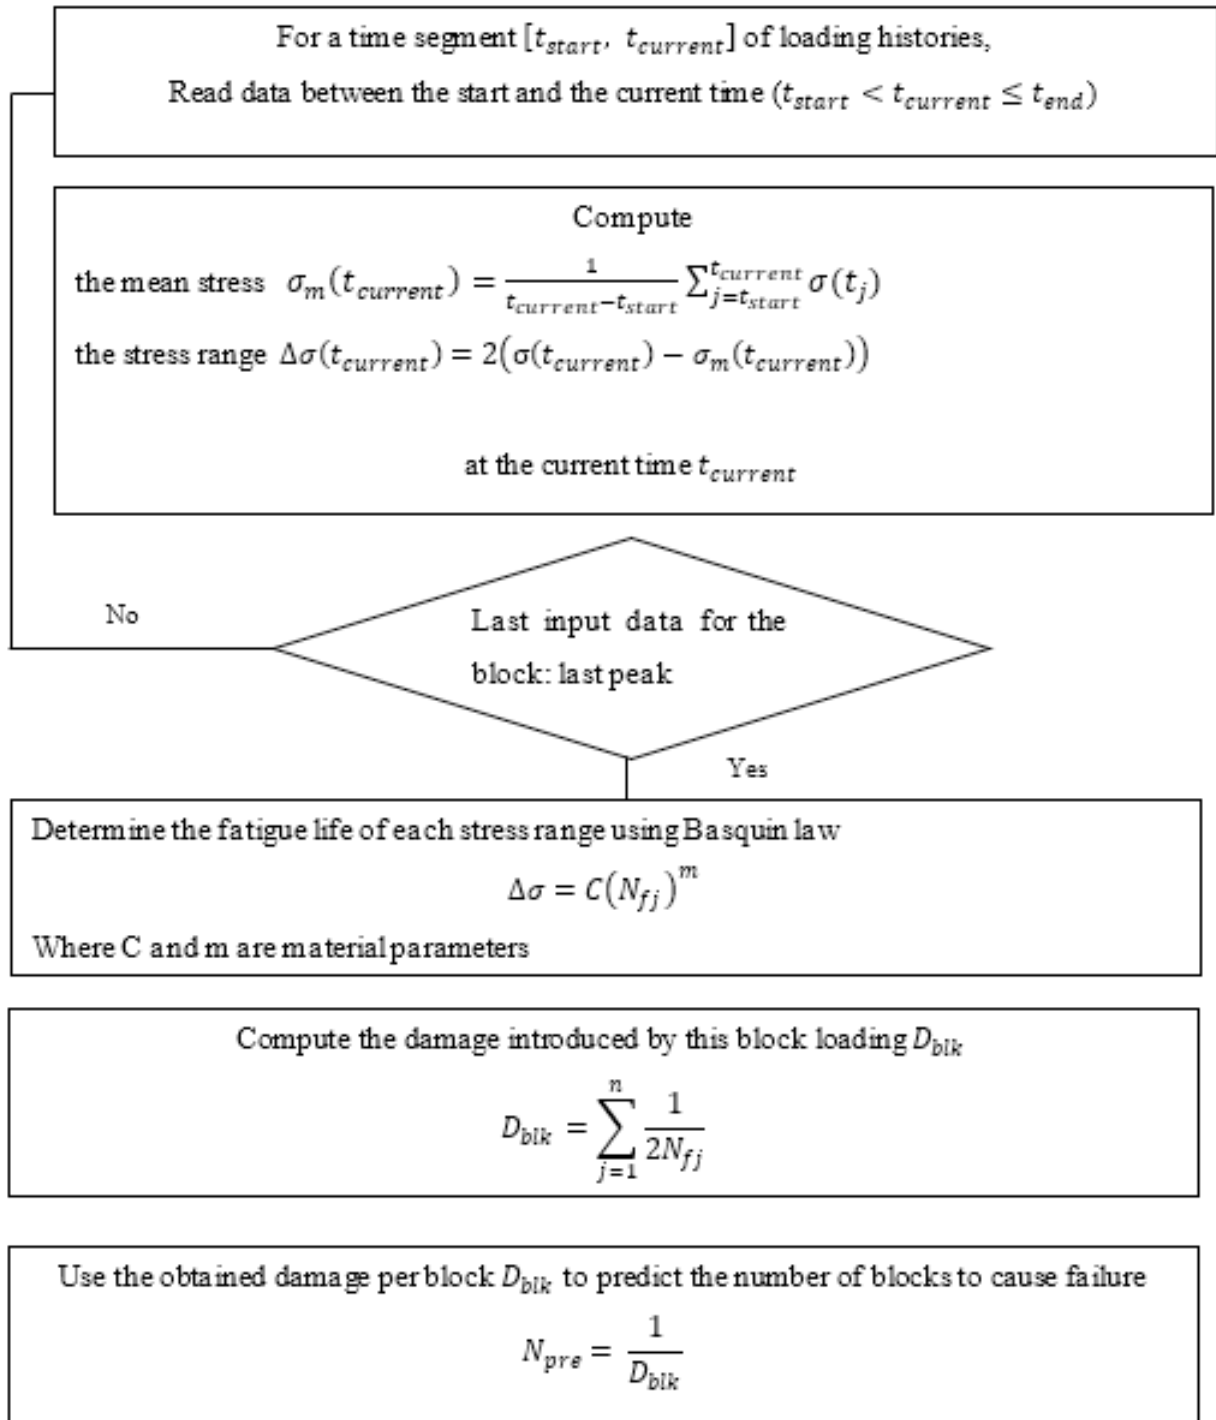 For a time segment [t_start, t_current] of loading histories,
Read data between the start and the current time (t_start < t_current ≤ t_end)
Compute
the mean stress σ_m(t_current) = 1/(t_current−t_start) ∑_{j=t_start}^{t_current} σ(t_j)
the stress range Δσ(t_current) = 2(σ(t_current) − σ_m(t_current))
at the current time t_current
No
Last input data for the
block: last peak
Yes
Determine the fatigue life of each stress range using Basquin law
Δσ = C(N_fj)^m
Where C and m are material parameters
Compute the damage introduced by this block loading D_blk
D_blk = ∑_{j=1}^{n} 1/(2N_fj)
Use the obtained damage per block D_blk to predict the number of blocks to cause failure
N_pre = 1/D_blk